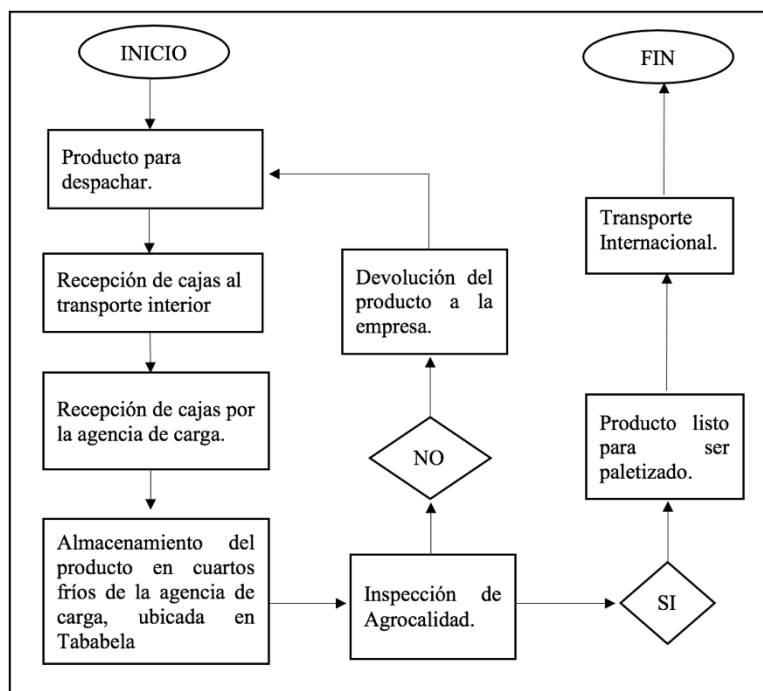 INICIO
Producto para
despachar.
Recepción de cajas al
transporte interior
Recepción de cajas por
la agencia de carga.
Almacenamiento del
producto en cuartos
fríos de la agencia de
carga, ubicada en
Tababela
Inspección de
Agrocalidad.
NO
Devolución del
producto a la
empresa.
SI
Producto listo
para ser
paletizado.
Transporte
Internacional.
FIN